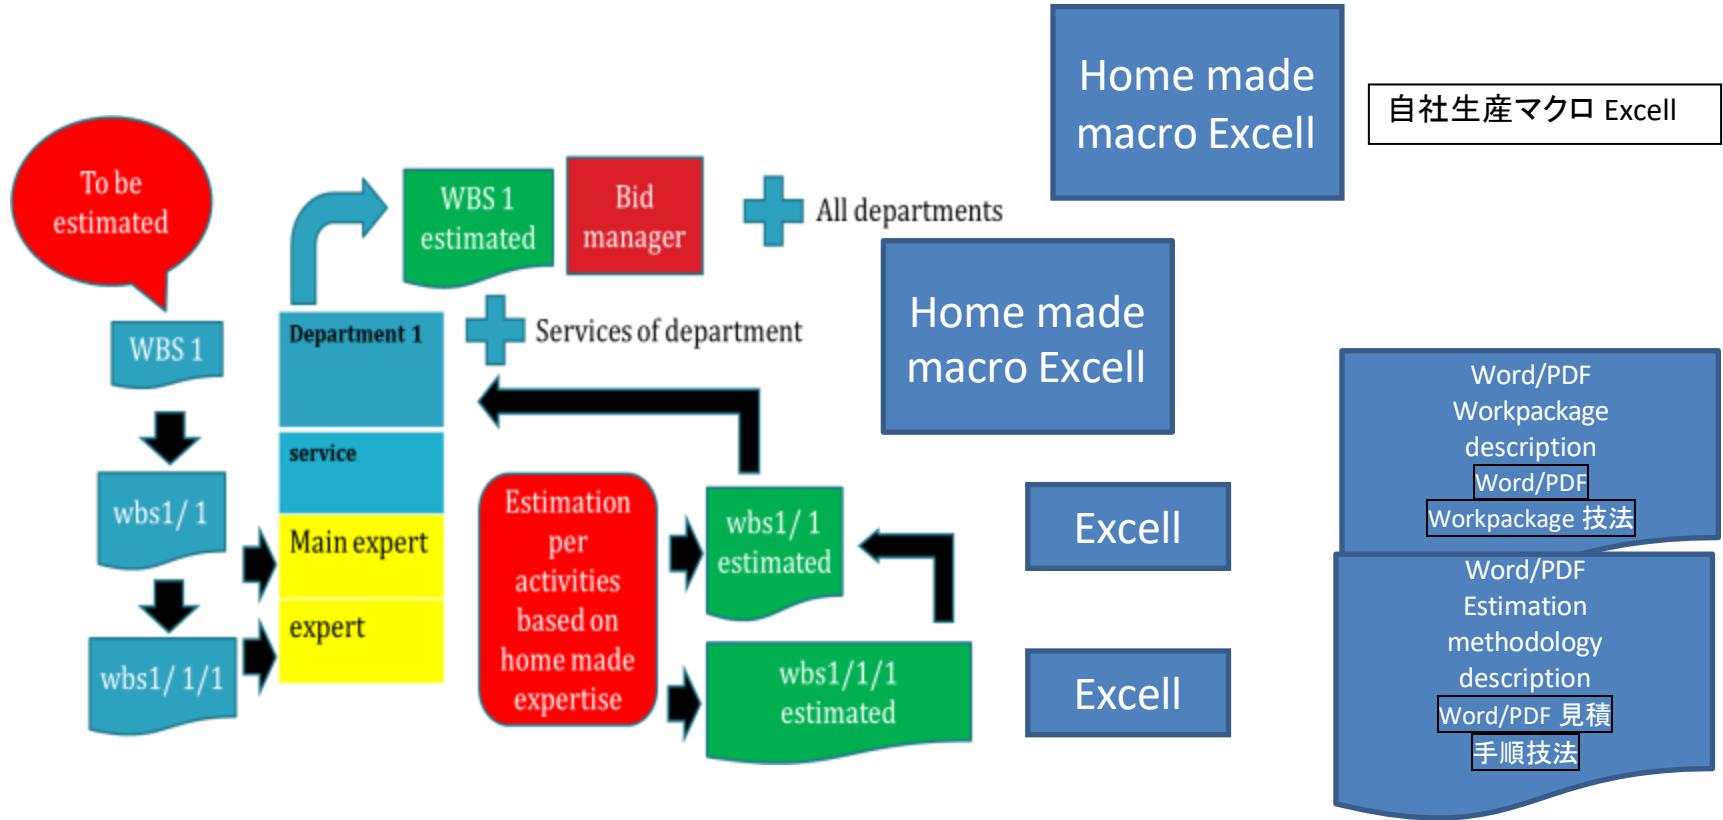 Home made
macro Excell
自社生産マクロ Excell
To be
estimated
WBS 1
estimated
Bid
manager
All departments
Home made
macro Excell
WBS 1
Department 1
Services of department
service
wbs1/ 1
Main expert
expert
wbs1/ 1/1
Estimation
per
activities
based on
home made
expertise
wbs1/ 1
estimated
wbs1/1/1
estimated
Excell
Excell
Word/PDF
Workpackage
description
Word/PDF
Workpackage 技法
Word/PDF
Estimation
methodology
description
Word/PDF 見積
手順技法